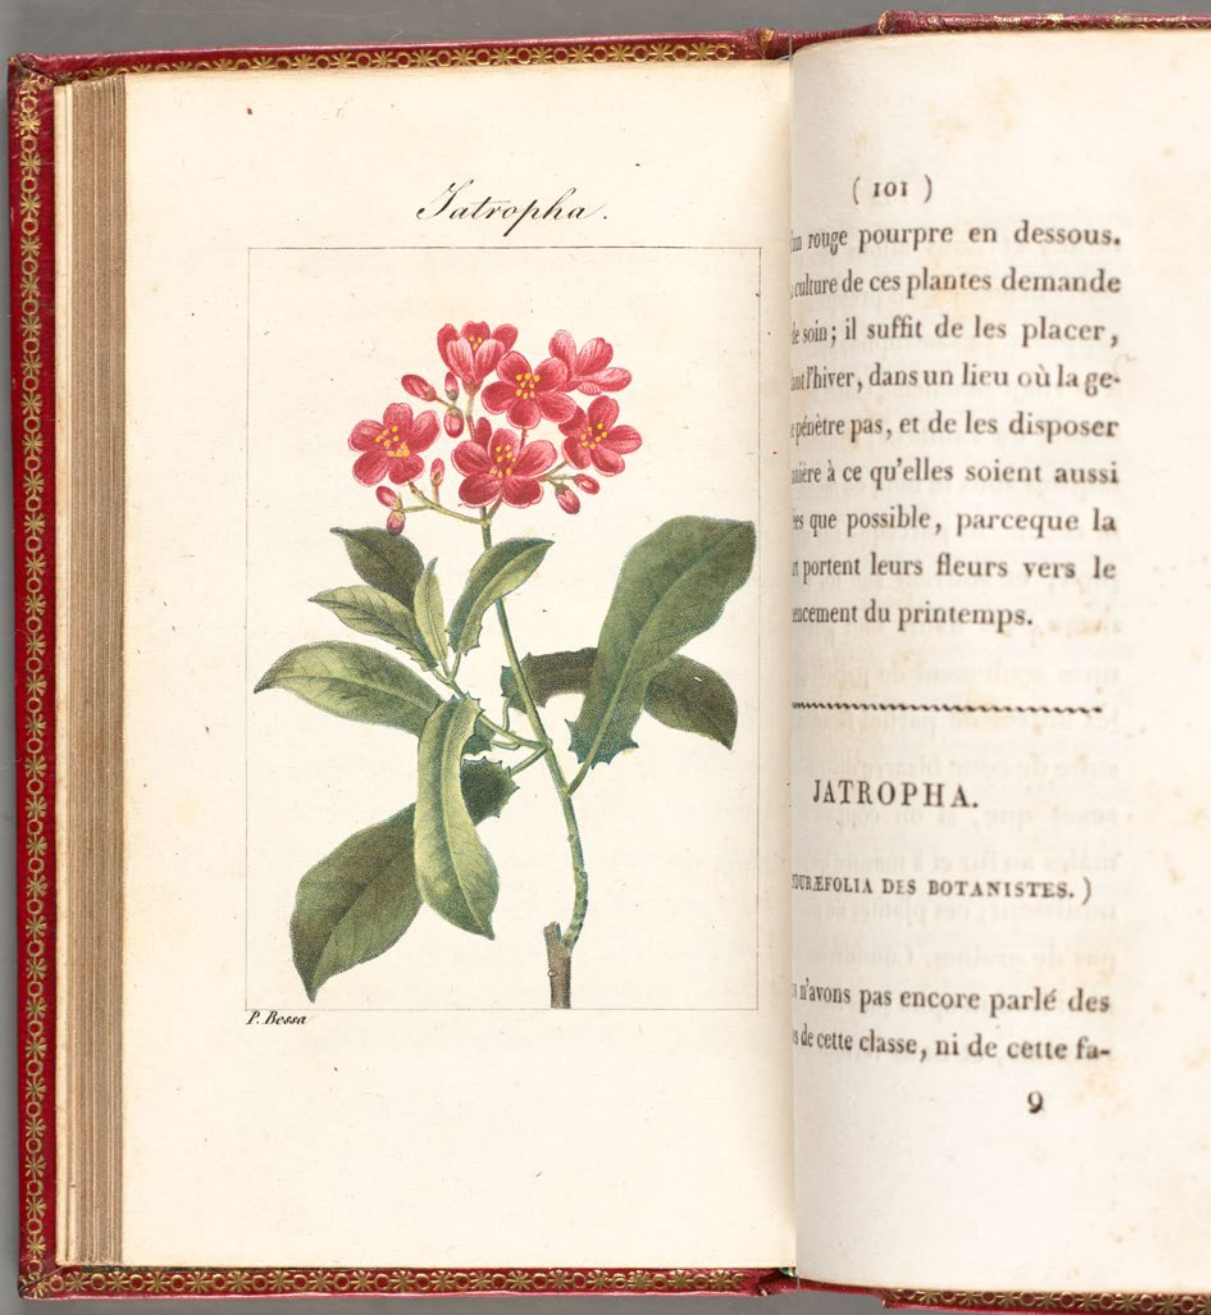 Jatropha.
P. Bessa
( 101 )
rouge pourpre en dessous.
culture de ces plantes demande
soin; il suffit de les placer,
l'hiver, dans un lieu où la ge-
pénètre pas, et de les disposer
à ce qu'elles soient aussi
que possible, parceque la
portent leurs fleurs vers le
du printemps.
JATROPHA.
DES BOTANISTES. )
n'avons pas encore parlé des
de cette classe, ni de cette fa-
9